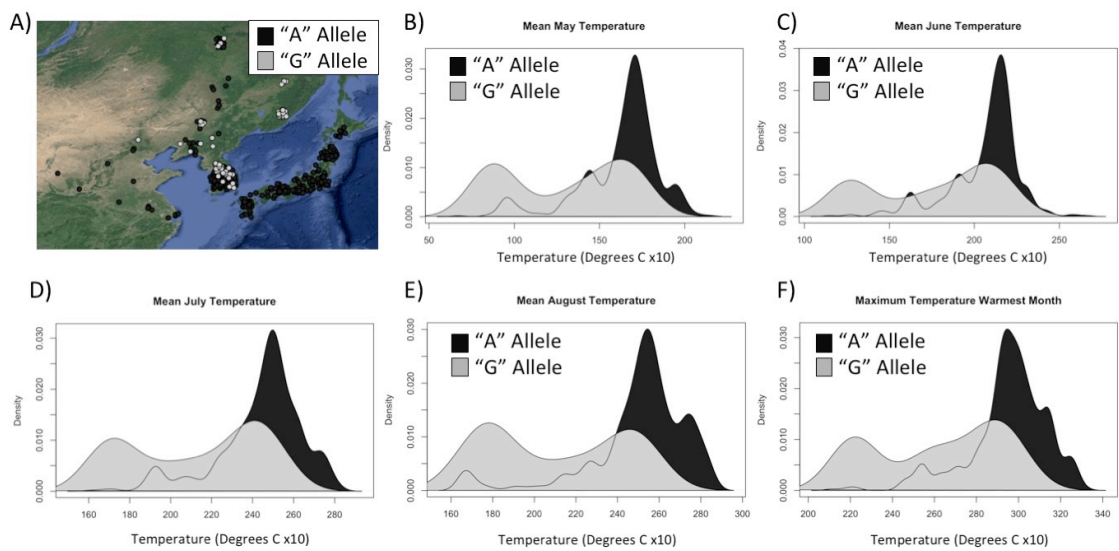 A)
"A" Allele
"G" Allele
B)
Mean May Temperature
"A" Allele
"G" Allele
Density
0.030
0.020
0.010
0.000
50
100
150
200
Temperature (Degrees C x10)
C)
Mean June Temperature
"A" Allele
"G" Allele
Density
0.04
0.03
0.02
0.01
0.00
100
150
200
250
Temperature (Degrees C x10)
D)
Mean July Temperature
Density
0.030
0.020
0.010
0.000
160
180
200
220
240
260
280
Temperature (Degrees C x10)
E)
Mean August Temperature
"A" Allele
"G" Allele
Density
0.030
0.020
0.010
0.000
160
180
200
220
240
260
280
300
Temperature (Degrees C x10)
F)
Maximum Temperature Warmest Month
"A" Allele
"G" Allele
Density
0.030
0.020
0.010
0.000
200
220
240
260
280
300
320
340
Temperature (Degrees C x10)